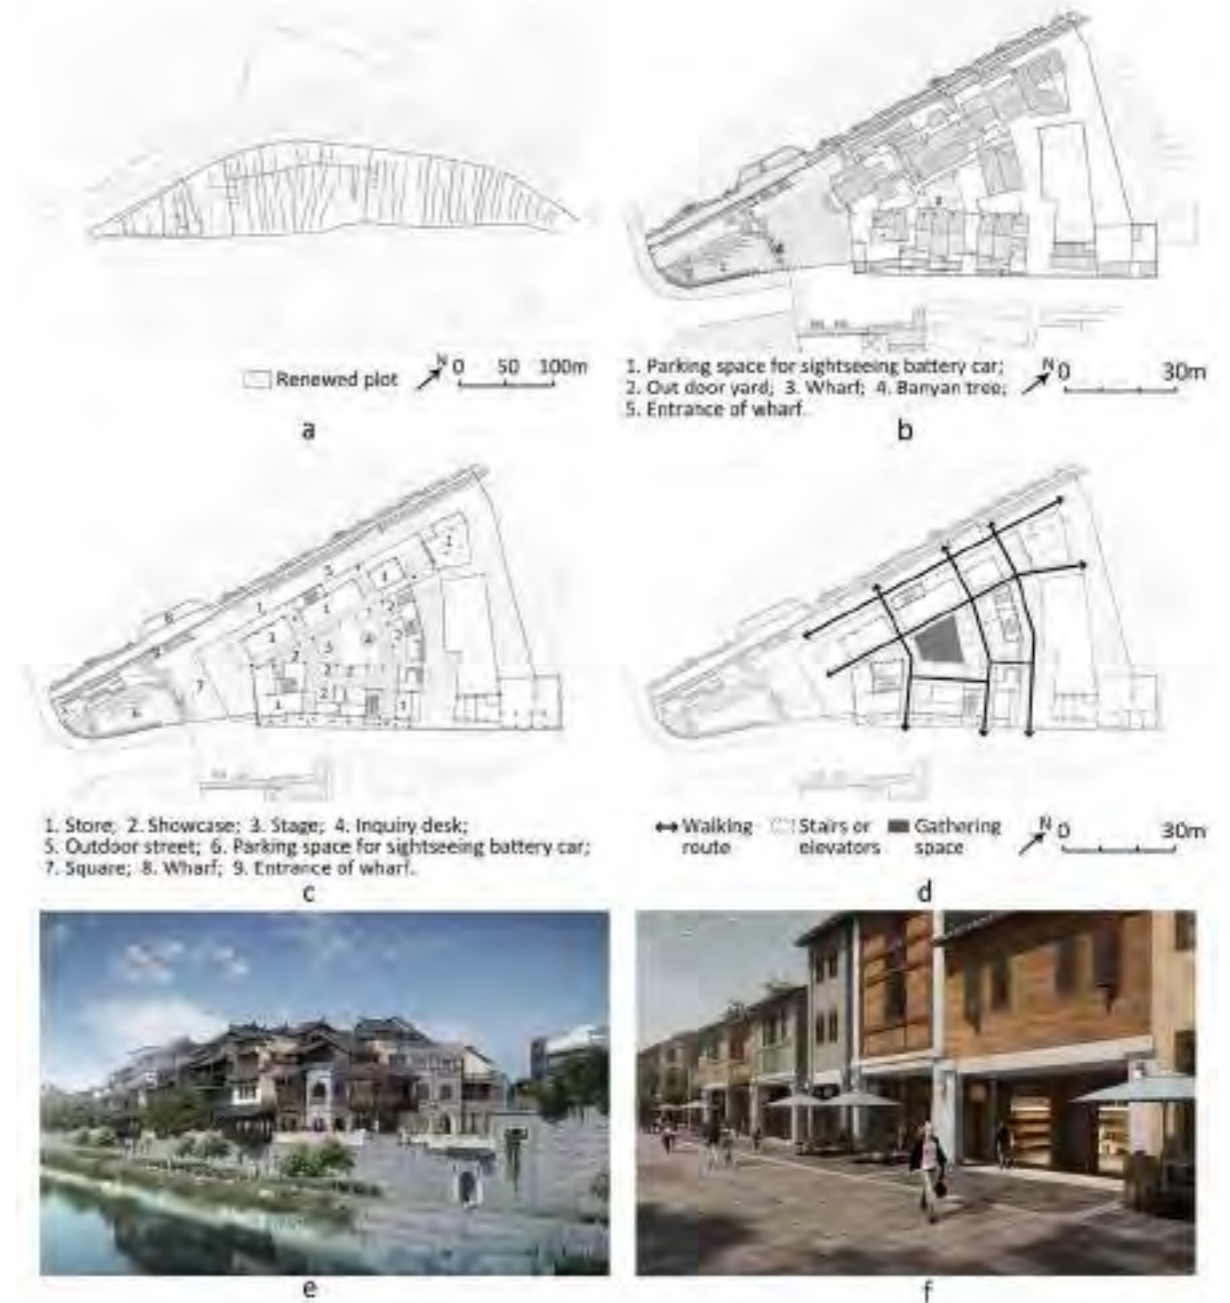 Renewed plot
N 0 50 100m
a
1. Parking space for sightseeing battery car;
2. Out door yard; 3. Wharf; 4. Banyan tree;
5. Entrance of wharf.
N 0 30m
b
1. Store; 2. Showcase; 3. Stage; 4. Inquiry desk;
5. Outdoor street; 6. Parking space for sightseeing battery car;
7. Square; 8. Wharf; 9. Entrance of wharf.
c
Walking route
Stairs or elevators
Gathering space
N 0 30m
d
e
f